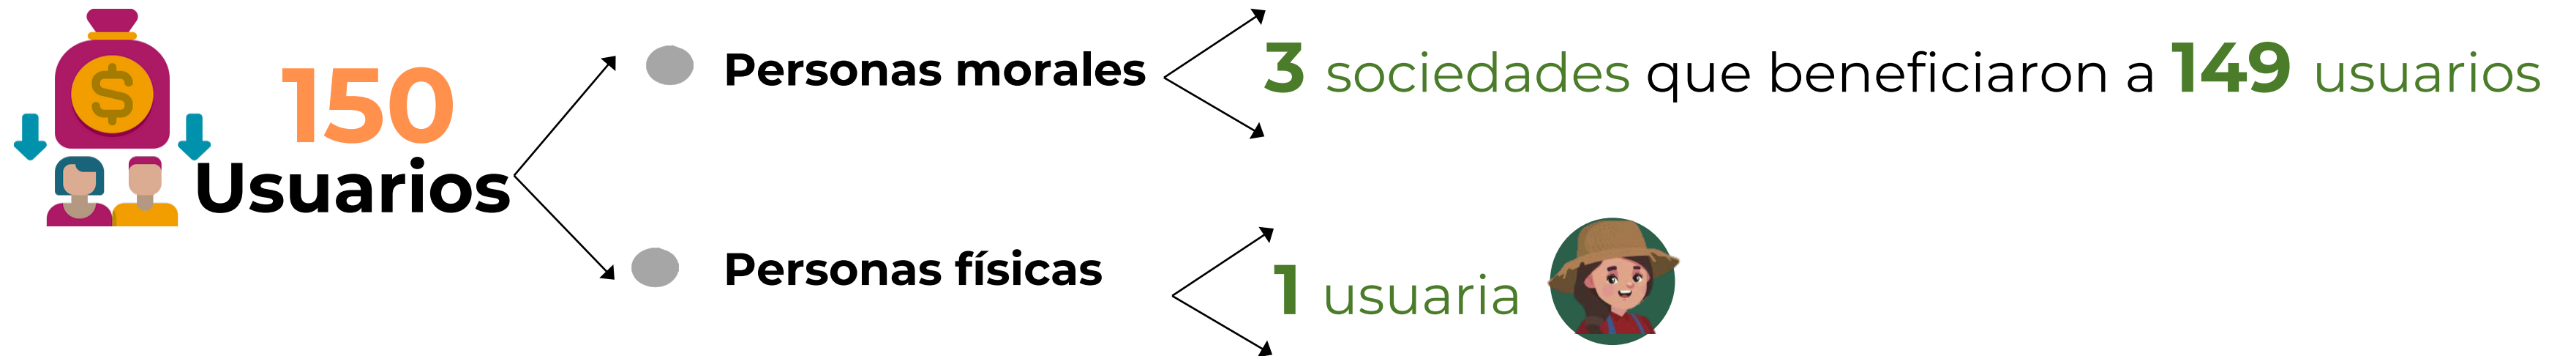 150
Usuarios
Personas morales
3 sociedades que beneficiaron a 149 usuarios
Personas físicas
1 usuaria
$